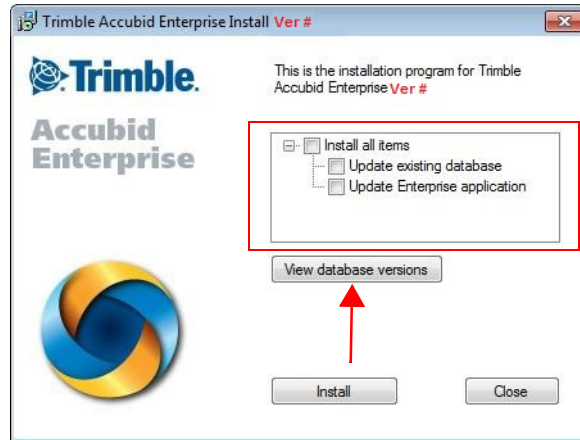 Trimble Accubid Enterprise Install Ver #
Trimble.
This is the installation program for Trimble
Accubid Enterprise Ver #
Accubid
Enterprise
Install all items
Update existing database
Update Enterprise application
View database versions
Install
Close